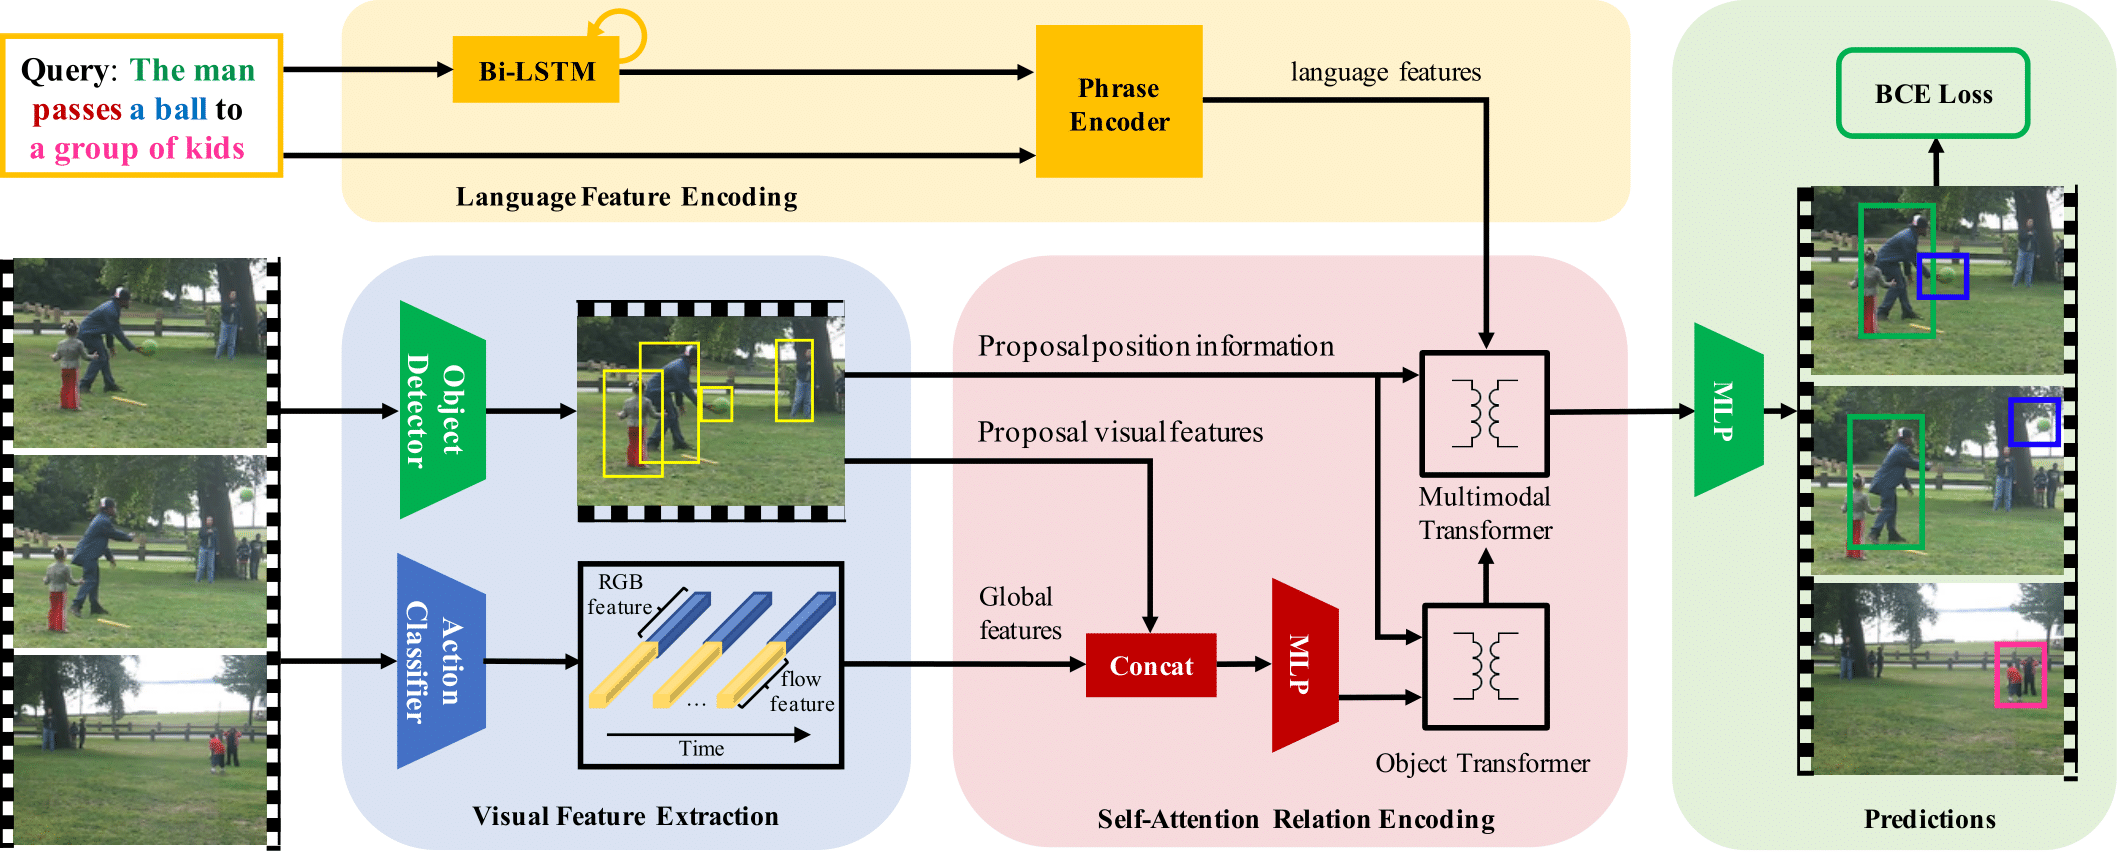 Query: The man
passes a ball to
a group of kids
Bi-LSTM
Phrase
Encoder
language features
Language Feature Encoding
Object
Detector
Action
Classifier
RGB
feature
flow
feature
...
Time
Visual Feature Extraction
Proposal position information
Proposal visual features
Global
features
Concat
MLP
Multimodal
Transformer
Object Transformer
Self-Attention Relation Encoding
MLP
BCE Loss
Predictions